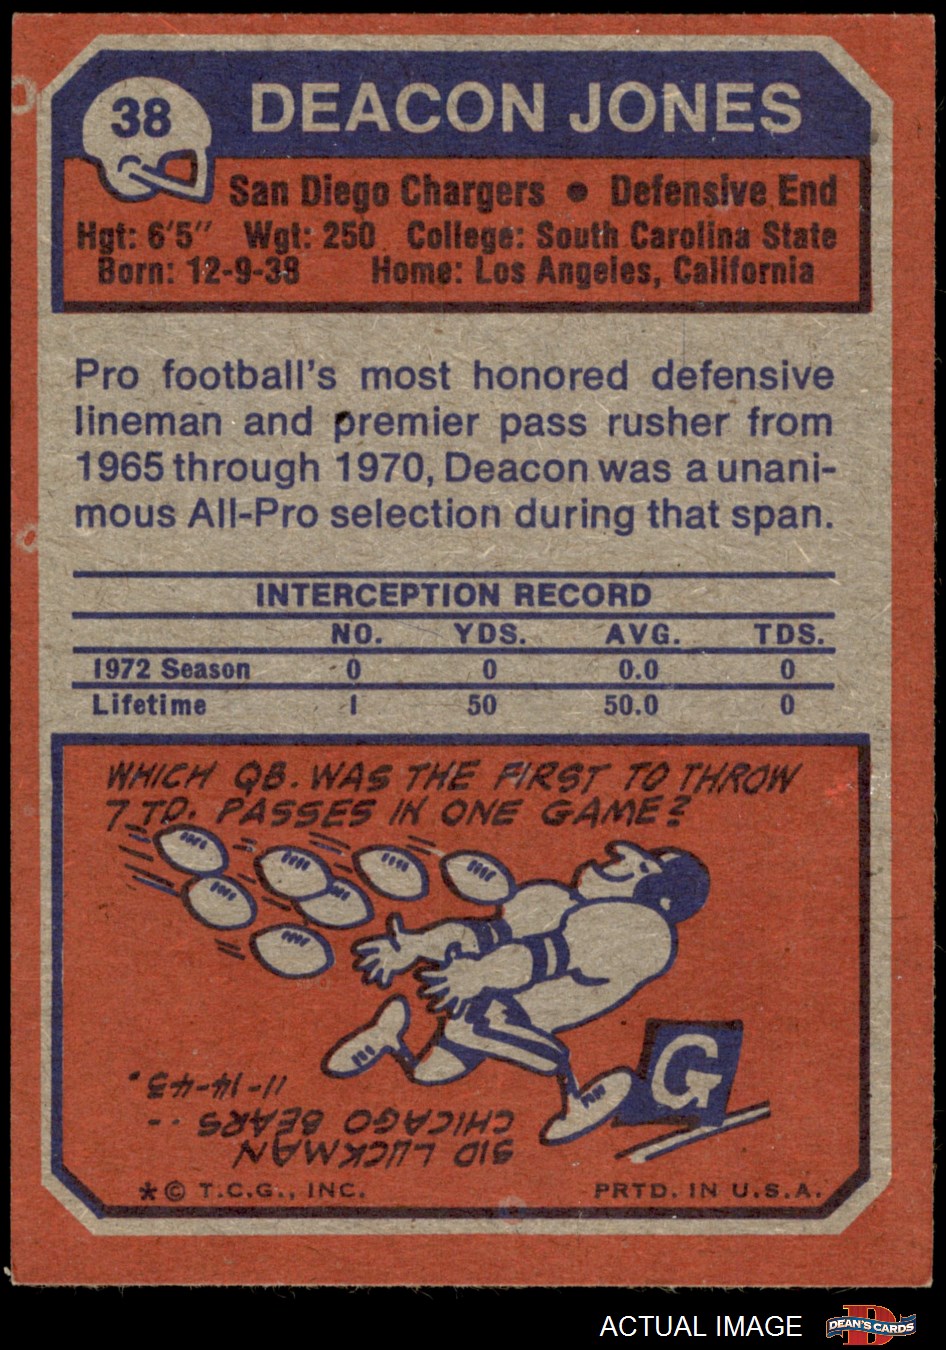 38
DEACON JONES
San Diego Chargers • Defensive End
Hgt: 6'5" Wgt: 250 College: South Carolina State
Born: 12-9-38 Home: Los Angeles, California
Pro football's most honored defensive
lineman and premier pass rusher from
1965 through 1970, Deacon was a unani-
mous All-Pro selection during that span.
INTERCEPTION RECORD
NO. YDS. AVG. TDS.
1972 Season 0 0 0.0 0
Lifetime 1 50 50.0 0
WHICH QB. WAS THE FIRST TO THROW
7 TD. PASSES IN ONE GAME?
G
SID LUCKMAN
CHICAGO BEARS --
11-14-43.
* © T.C.G., INC. PRTD. IN U.S.A.
ACTUAL IMAGE
D
DEAN'S CARDS